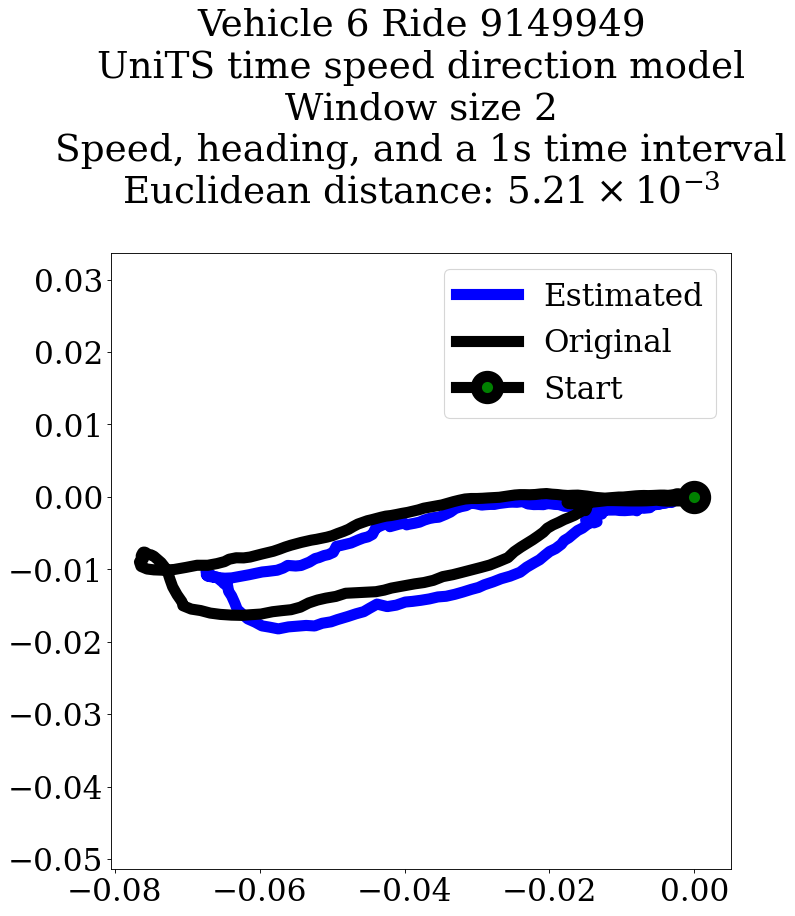 Vehicle 6 Ride 9149949
UniTS time speed direction model
Window size 2
Speed, heading, and a 1s time interval
Euclidean distance: 5.21 × 10⁻³
Estimated
Original
Start
0.03
0.02
0.01
0.00
−0.01
−0.02
−0.03
−0.04
−0.05
−0.08 −0.06 −0.04 −0.02 0.00